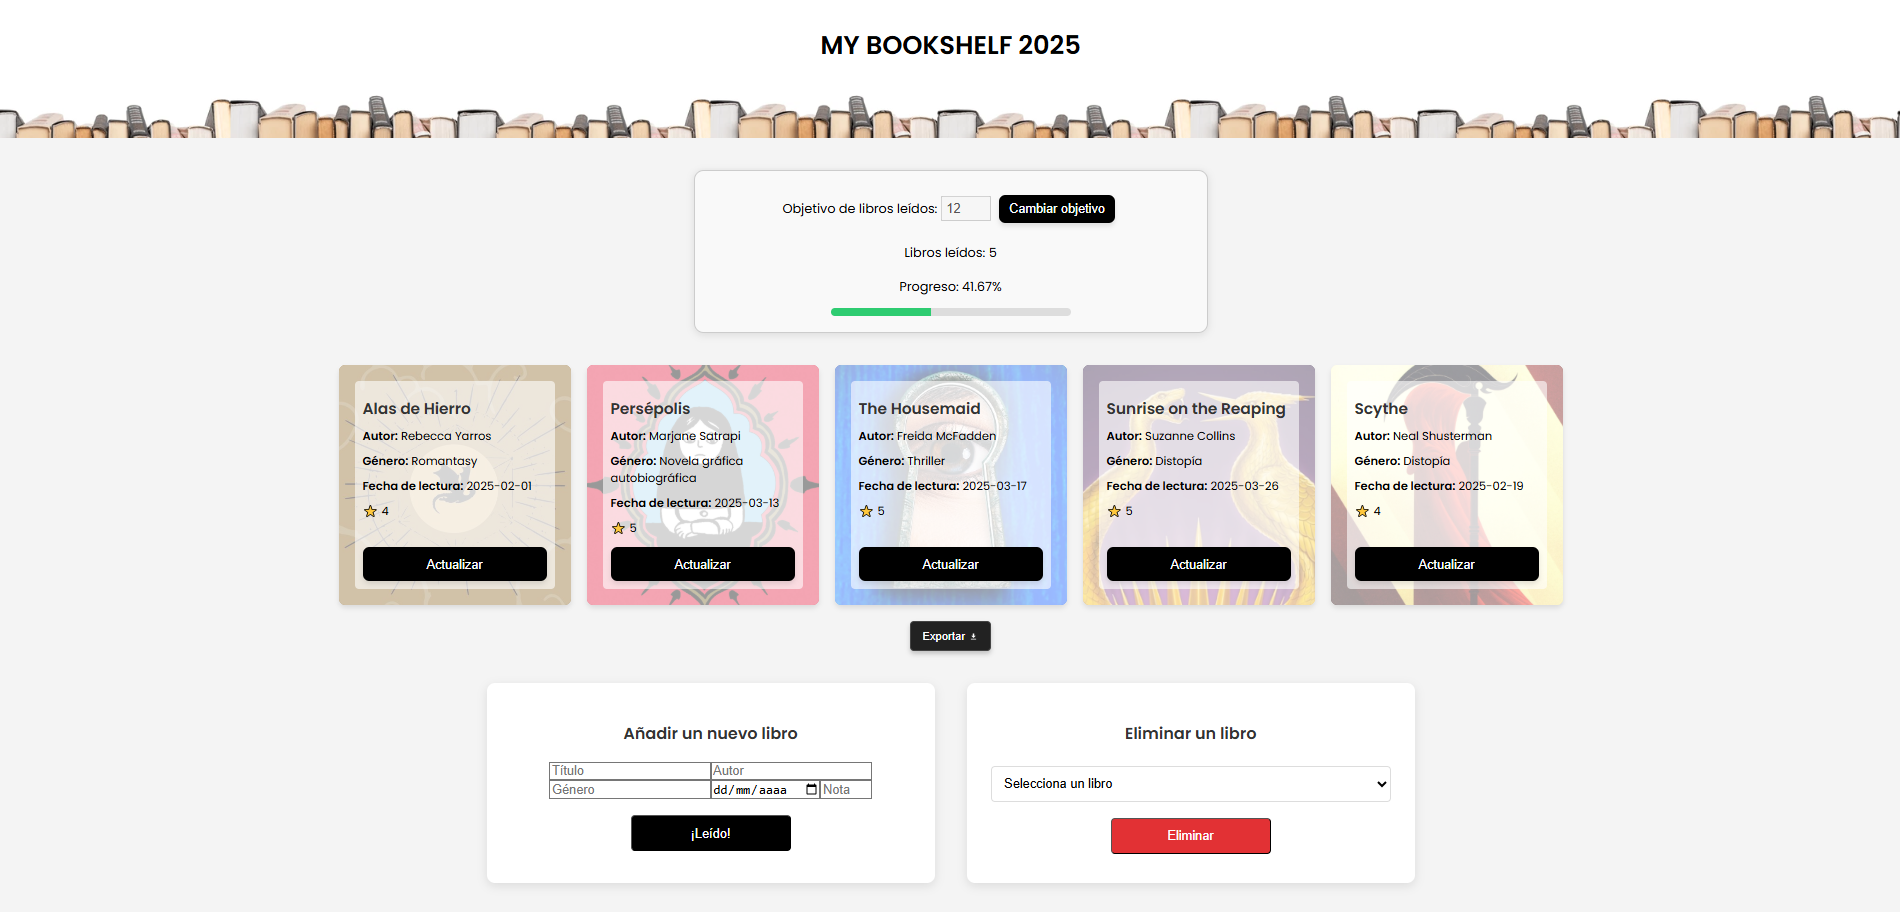 MY BOOKSHELF 2025
Objetivo de libros leídos: 12 Cambiar objetivo
Libros leídos: 5
Progreso: 41.67%
Alas de Hierro
Autor: Rebecca Yarros
Género: Romantasy
Fecha de lectura: 2025-02-01
4
Actualizar
Persépolis
Autor: Marjane Satrapi
Género: Novela gráfica
autobiográfica
Fecha de lectura: 2025-03-13
5
Actualizar
The Housemaid
Autor: Freida McFadden
Género: Thriller
Fecha de lectura: 2025-03-17
5
Actualizar
Sunrise on the Reaping
Autor: Suzanne Collins
Género: Distopía
Fecha de lectura: 2025-03-26
5
Actualizar
Scythe
Autor: Neal Shusterman
Género: Distopía
Fecha de lectura: 2025-02-19
4
Actualizar
Exportar
Añadir un nuevo libro
Título Autor
Género dd/mm/aaaa Nota
¡Leído!
Eliminar un libro
Selecciona un libro
Eliminar